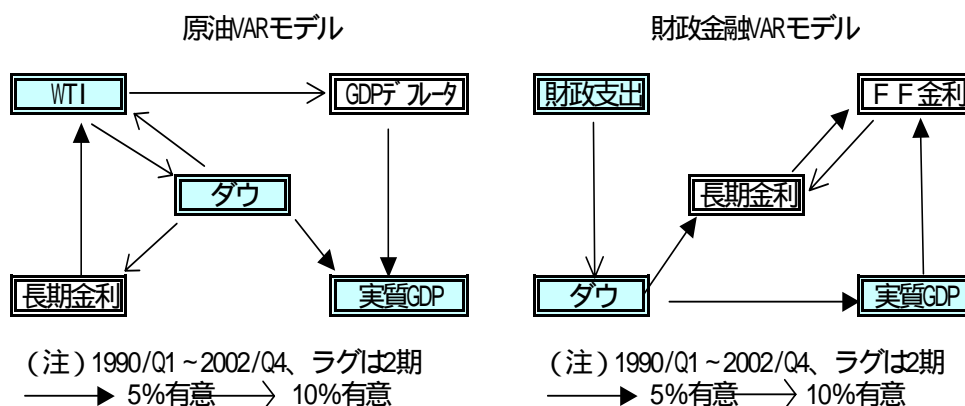 原油VARモデル
WTI
GDPデフレータ
ダウ
長期金利
実質GDP
(注)1990/Q1~2002/Q4、ラグは2期
5%有意
10%有意
財政金融VARモデル
財政支出
FF金利
長期金利
ダウ
実質GDP
(注)1990/Q1~2002/Q4、ラグは2期
5%有意
10%有意